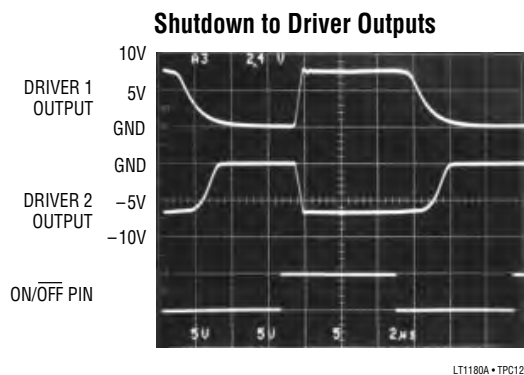 Shutdown to Driver Outputs
10V
A3 2.4 V
DRIVER 1
OUTPUT
5V
GND
GND
DRIVER 2
OUTPUT
–5V
–10V
ON/OFF PIN
5V 5V 5 2µs
LT1180A • TPC12